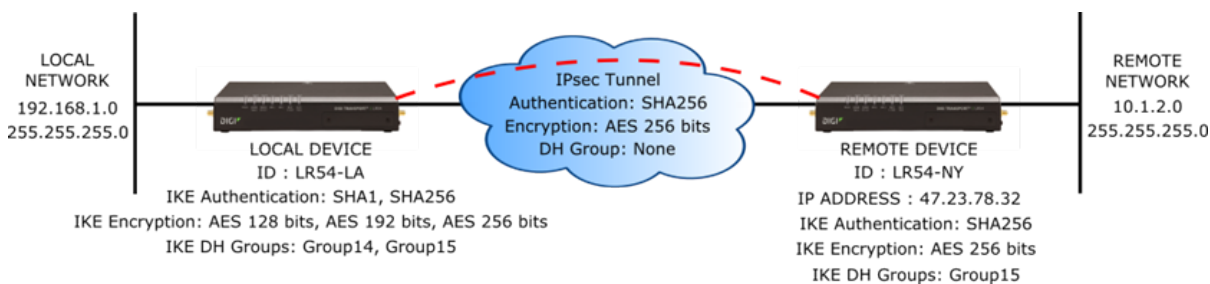 LOCAL
NETWORK
192.168.1.0
255.255.255.0
DIGI
LOCAL DEVICE
ID : LR54-LA
IKE Authentication: SHA1, SHA256
IKE Encryption: AES 128 bits, AES 192 bits, AES 256 bits
IKE DH Groups: Group14, Group15
IPsec Tunnel
Authentication: SHA256
Encryption: AES 256 bits
DH Group: None
DIGI
REMOTE DEVICE
ID : LR54-NY
IP ADDRESS : 47.23.78.32
IKE Authentication: SHA256
IKE Encryption: AES 256 bits
IKE DH Groups: Group15
REMOTE
NETWORK
10.1.2.0
255.255.255.0